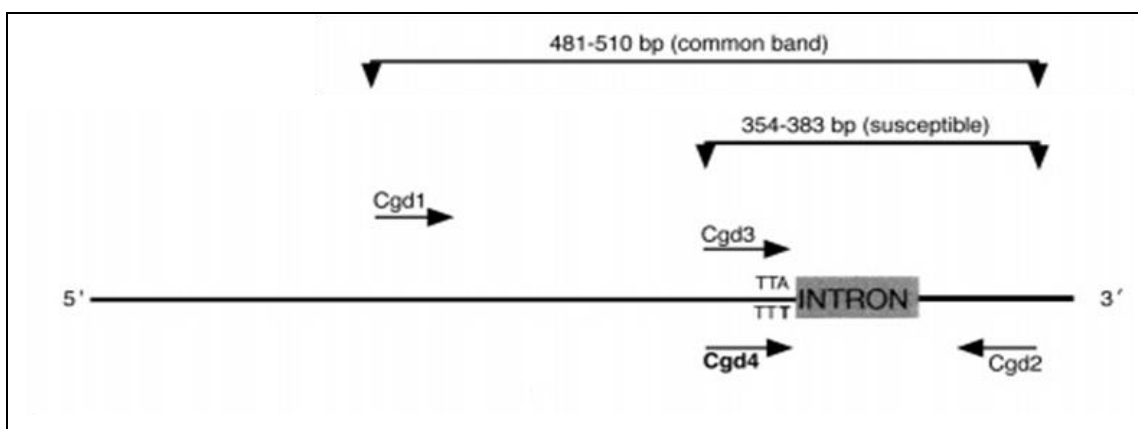 481-510 bp (common band)
354-383 bp (susceptible)
Cgd1
Cgd3
TTA
5' INTRON 3′
TTT
Cgd4
Cgd2